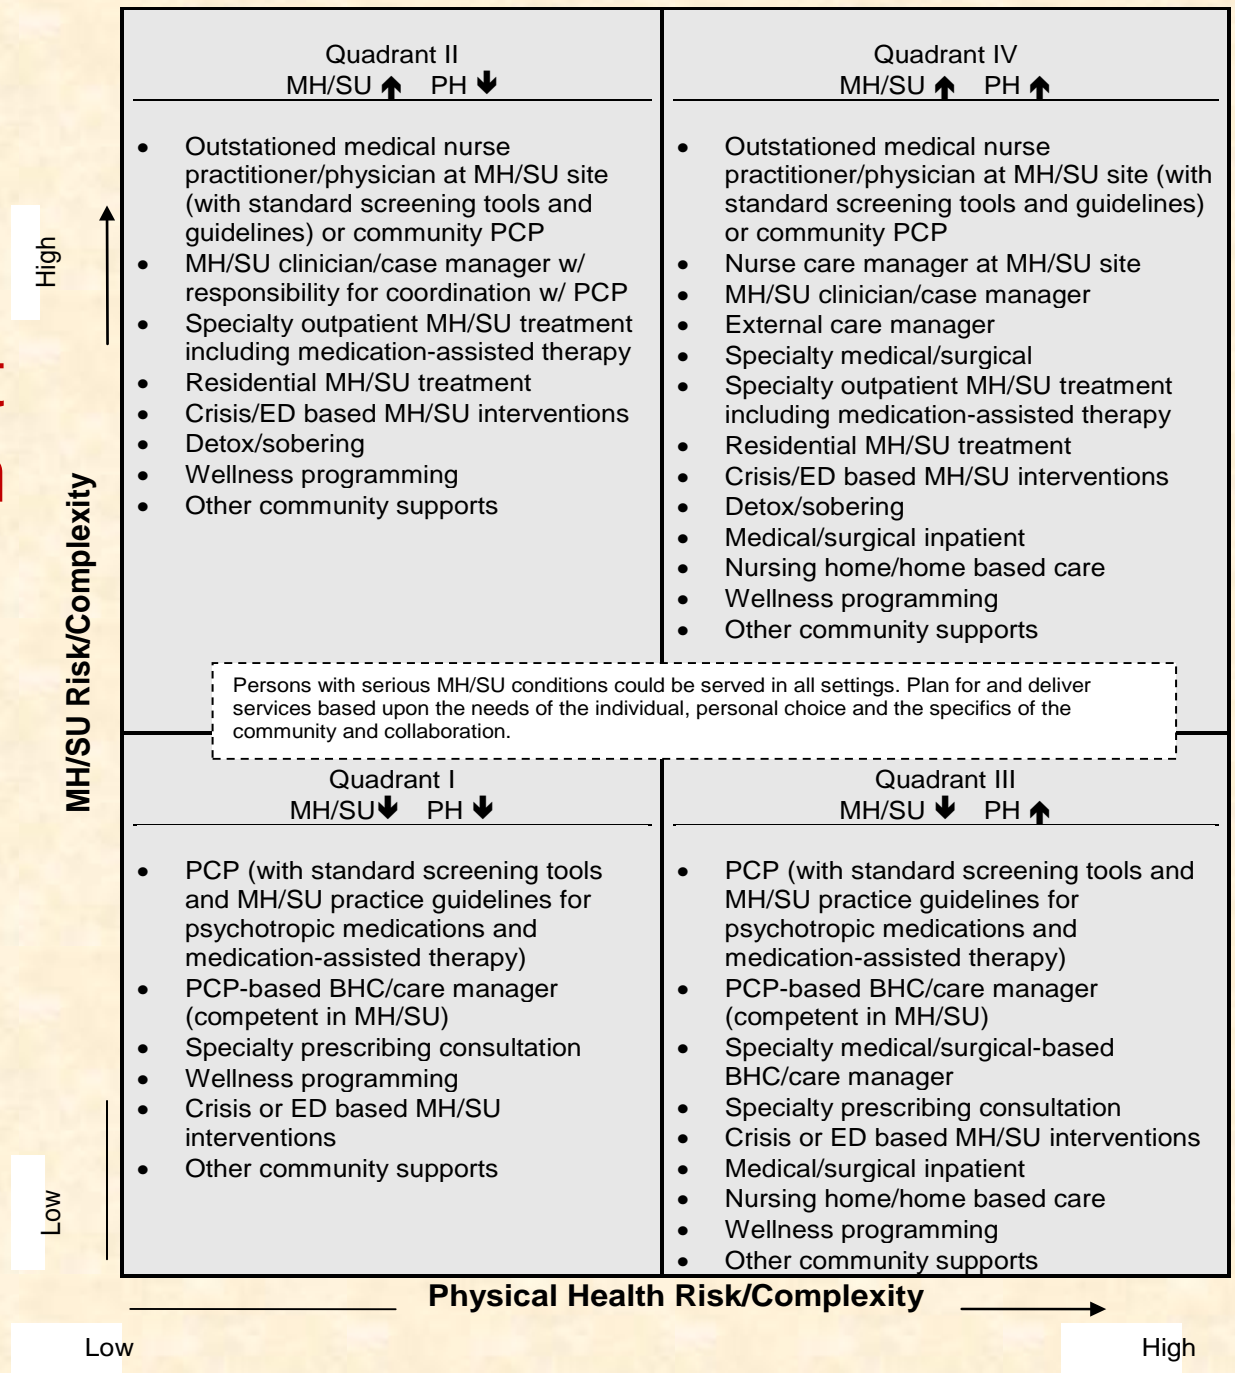 Quadrant II
MH/SU 🡹 PH 🡻
• Outstationed medical nurse
practitioner/physician at MH/SU site
(with standard screening tools and
guidelines) or community PCP
• MH/SU clinician/case manager w/
responsibility for coordination w/ PCP
• Specialty outpatient MH/SU treatment
including medication-assisted therapy
• Residential MH/SU treatment
• Crisis/ED based MH/SU interventions
• Detox/sobering
• Wellness programming
• Other community supports
Quadrant IV
MH/SU 🡹 PH 🡹
• Outstationed medical nurse
practitioner/physician at MH/SU site (with
standard screening tools and guidelines)
or community PCP
• Nurse care manager at MH/SU site
• MH/SU clinician/case manager
• External care manager
• Specialty medical/surgical
• Specialty outpatient MH/SU treatment
including medication-assisted therapy
• Residential MH/SU treatment
• Crisis/ED based MH/SU interventions
• Detox/sobering
• Medical/surgical inpatient
• Nursing home/home based care
• Wellness programming
• Other community supports
Persons with serious MH/SU conditions could be served in all settings. Plan for and deliver
services based upon the needs of the individual, personal choice and the specifics of the
community and collaboration.
Quadrant I
MH/SU🡻 PH 🡻
• PCP (with standard screening tools
and MH/SU practice guidelines for
psychotropic medications and
medication-assisted therapy)
• PCP-based BHC/care manager
(competent in MH/SU)
• Specialty prescribing consultation
• Wellness programming
• Crisis or ED based MH/SU
interventions
• Other community supports
Quadrant III
MH/SU 🡻 PH 🡹
• PCP (with standard screening tools and
MH/SU practice guidelines for
psychotropic medications and
medication-assisted therapy)
• PCP-based BHC/care manager
(competent in MH/SU)
• Specialty medical/surgical-based
BHC/care manager
• Specialty prescribing consultation
• Crisis or ED based MH/SU interventions
• Medical/surgical inpatient
• Nursing home/home based care
• Wellness programming
• Other community supports
High
MH/SU Risk/Complexity
Low
Physical Health Risk/Complexity
Low
High